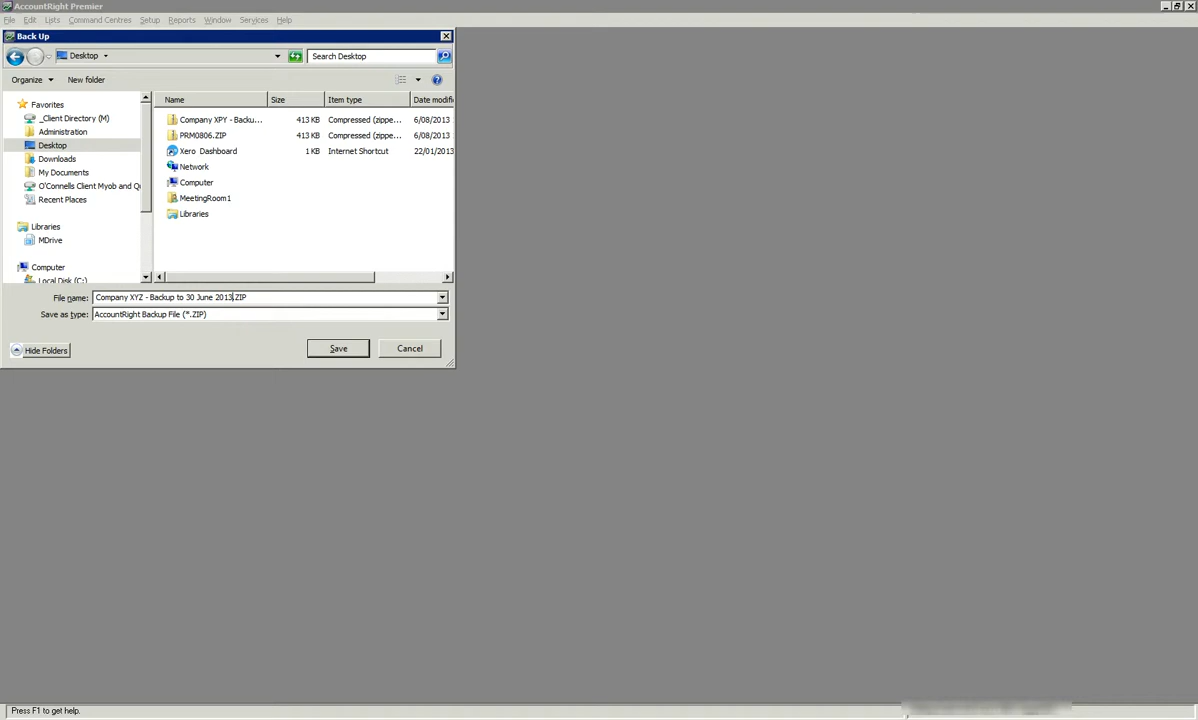 AccountRight Premier
File Edit Lists Command Centres Setup Reports Window Services Help
Back Up
Desktop
Search Desktop
Organize New folder
Name Size Item type Date modifi
Favorites
_Client Directory (M)
Administration
Desktop
Downloads
My Documents
O'Connells Client Myob and Qu
Recent Places
Libraries
MDrive
Computer
Local Disk (C:)
Company XPY - Backu... 413 KB Compressed (zippe... 6/08/2013
PRM0806.ZIP 413 KB Compressed (zippe... 6/08/2013
Xero Dashboard 1 KB Internet Shortcut 22/01/2013
Network
Computer
MeetingRoom1
Libraries
File name: Company XYZ - Backup to 30 June 2013.ZIP
Save as type: AccountRight Backup File (*.ZIP)
Hide Folders Save Cancel
Press F1 to get help.